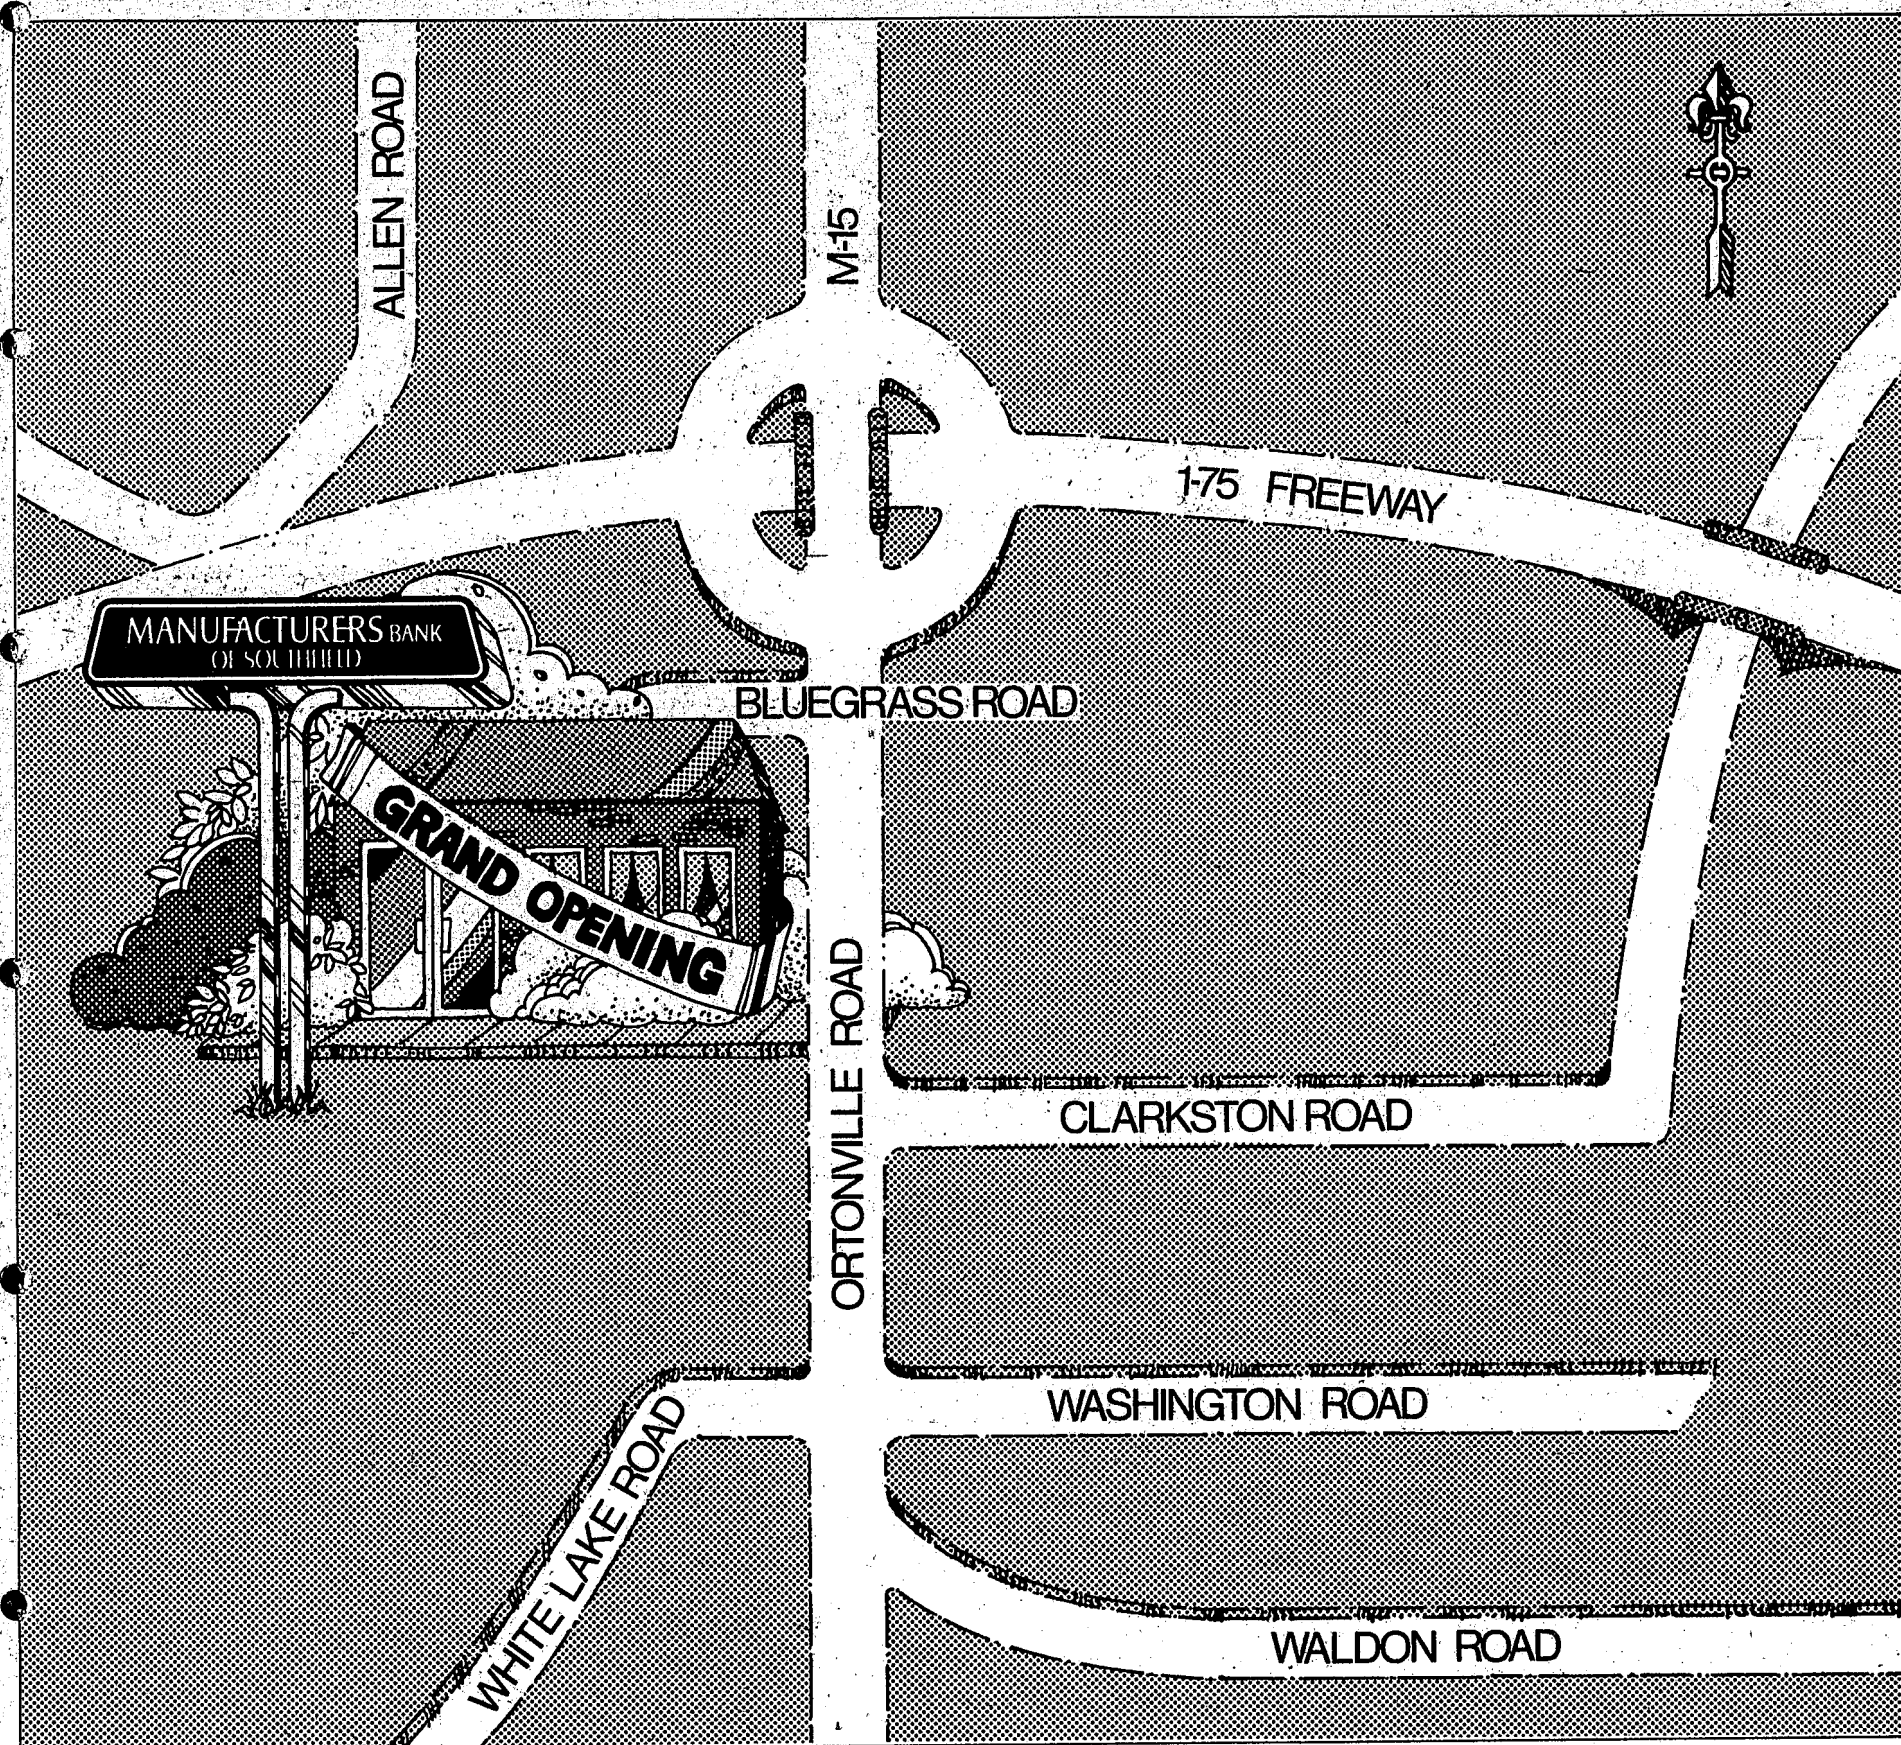 ALLEN ROAD
M-15
1-75 FREEWAY
MANUFACTURERS BANK
OF SOUTHFIELD
BLUEGRASS ROAD
GRAND OPENING
ORTONVILLE ROAD
CLARKSTON ROAD
WASHINGTON ROAD
WHITE LAKE ROAD
WALDON ROAD